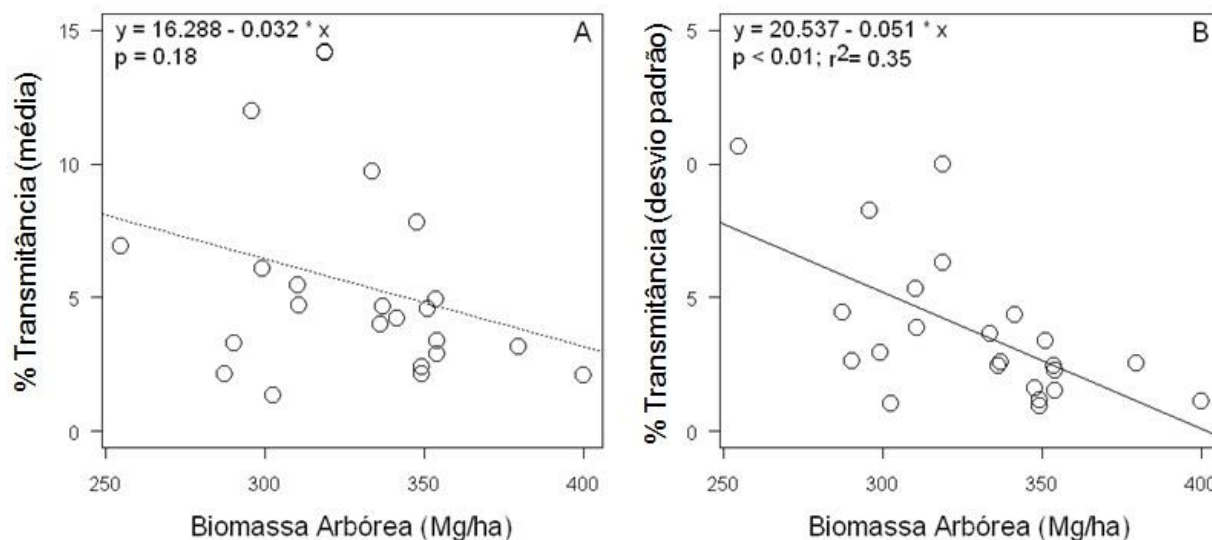 y = 16.288 - 0.032 * x
p = 0.18
A
% Transmitância (média)
15
10
5
0
250
300
350
400
Biomassa Arbórea (Mg/ha)
y = 20.537 - 0.051 * x
p < 0.01; r2= 0.35
B
% Transmitância (desvio padrão)
5
0
5
0
250
300
350
400
Biomassa Arbórea (Mg/ha)